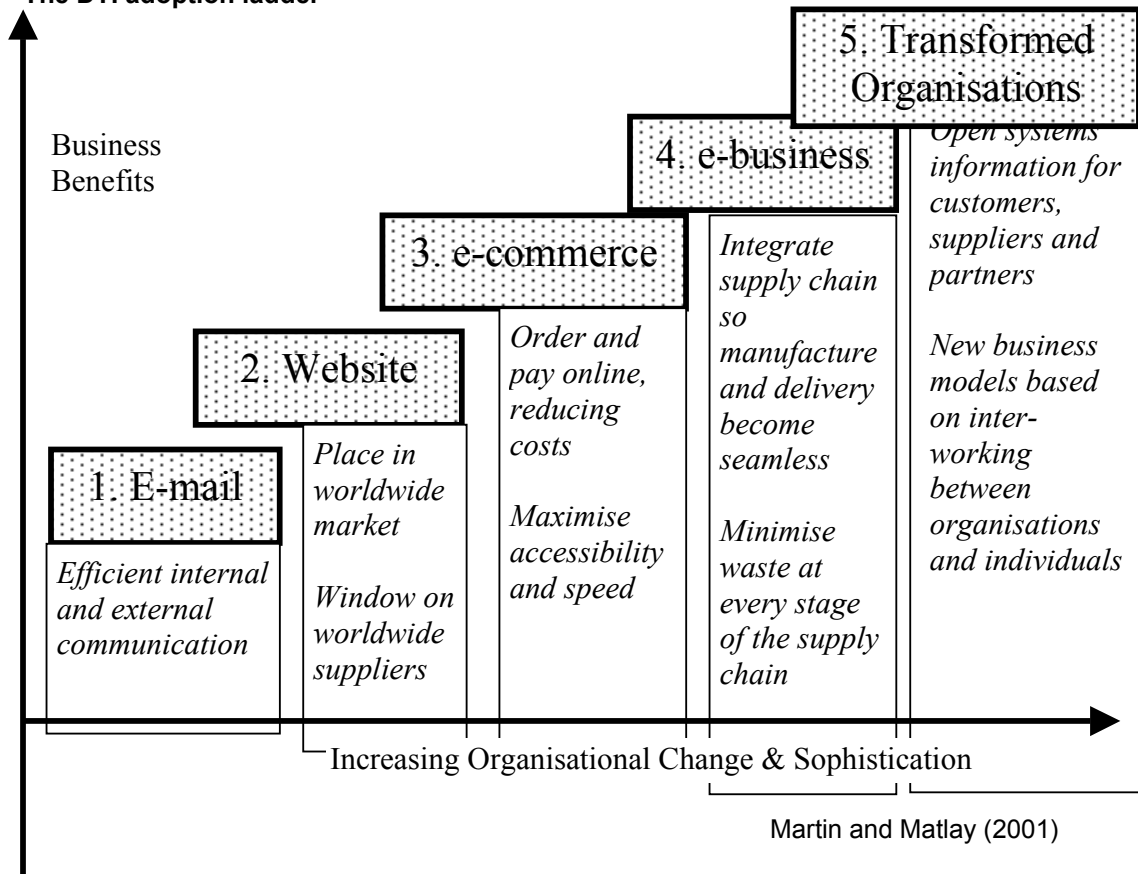 The DTI adoption ladder
Business
Benefits
5. Transformed
Organisations
Open systems
information for
customers,
suppliers and
partners
New business
models based
on inter-
working
between
organisations
and individuals
4. e-business
Integrate
supply chain
so
manufacture
and delivery
become
seamless
Minimise
waste at
every stage
of the supply
chain
3. e-commerce
Order and
pay online,
reducing
costs
Maximise
accessibility
and speed
2. Website
Place in
worldwide
market
Window on
worldwide
suppliers
1. E-mail
Efficient internal
and external
communication
Increasing Organisational Change & Sophistication
Martin and Matlay (2001)